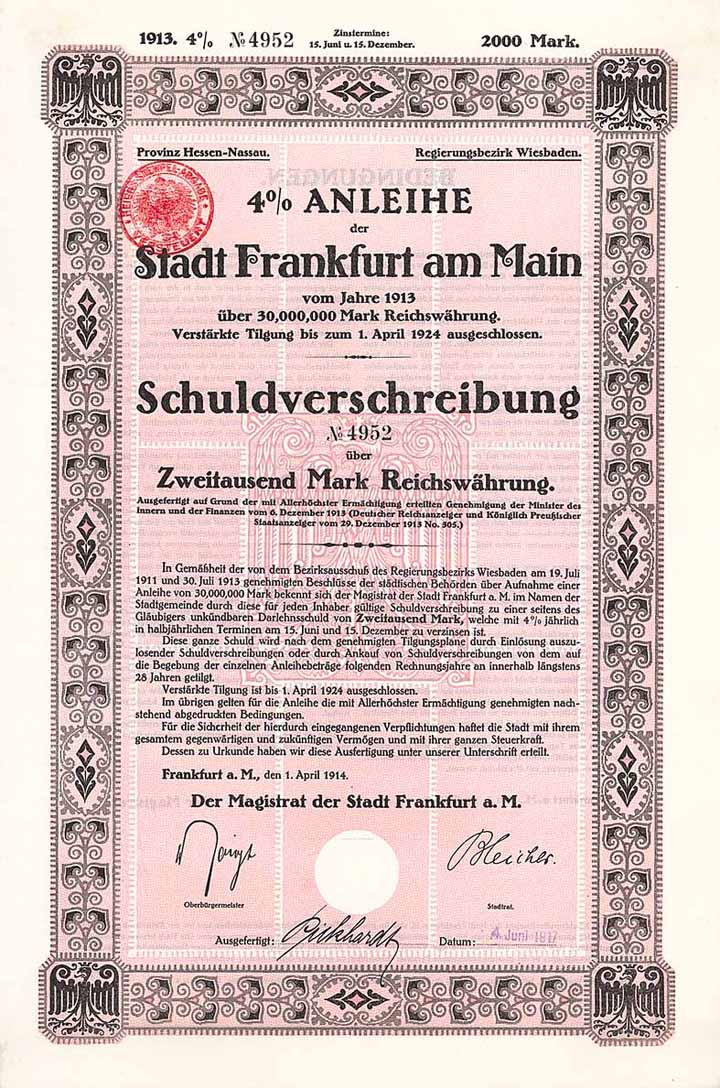 1913. 4% № 4952 Zinstermine: 2000 Mark.
15. Juni u. 15. Dezember.
Provinz Hessen-Nassau. Regierungsbezirk Wiesbaden.
4% ANLEIHE
der
Stadt Frankfurt am Main
vom Jahre 1913
über 30,000,000 Mark Reichswährung.
Verstärkte Tilgung bis zum 1. April 1924 ausgeschlossen.
Schuldverschreibung
№ 4952
über
Zweitausend Mark Reichswährung.
Ausgefertigt auf Grund der mit Allerhöchster Ermächtigung erteilten Genehmigung der Minister des
Innern und der Finanzen vom 6. Dezember 1913 (Deutscher Reichsanzeiger und Königlich Preußischer
Staatsanzeiger vom 29. Dezember 1913 No. 305.)
In Gemäßheit der von dem Bezirksausschuß des Regierungsbezirks Wiesbaden am 19. Juli
1911 und 30. Juli 1913 genehmigten Beschlüsse der städtischen Behörden über Aufnahme einer
Anleihe von 30,000,000 Mark bekennt sich der Magistrat der Stadt Frankfurt a. M. im Namen der
Stadtgemeinde durch diese für jeden Inhaber gültige Schuldverschreibung zu einer seitens des
Gläubigers unkündbaren Darlehnsschuld von Zweitausend Mark, welche mit 4% jährlich
in halbjährlichen Terminen am 15. Juni und 15. Dezember zu verzinsen ist.
Diese ganze Schuld wird nach dem genehmigten Tilgungsplane durch Einlösung auszu-
losender Schuldverschreibungen oder durch Ankauf von Schuldverschreibungen von dem auf
die Begebung der einzelnen Anleihebeträge folgenden Rechnungsjahre an innerhalb längstens
28 Jahren getilgt.
Verstärkte Tilgung ist bis 1. April 1924 ausgeschlossen.
Im übrigen gelten für die Anleihe die mit Allerhöchster Ermächtigung genehmigten nach-
stehend abgedruckten Bedingungen.
Für die Sicherheit der hierdurch eingegangenen Verpflichtungen haftet die Stadt mit ihrem
gesamten gegenwärtigen und zukünftigen Vermögen und mit ihrer ganzen Steuerkraft.
Dessen zu Urkunde haben wir diese Ausfertigung unter unserer Unterschrift erteilt.
Frankfurt a. M., den 1. April 1914.
Der Magistrat der Stadt Frankfurt a. M.
Bleicher.
Oberbürgermeister Stadtrat.
Ausgefertigt: Datum: 4. Juni 1917